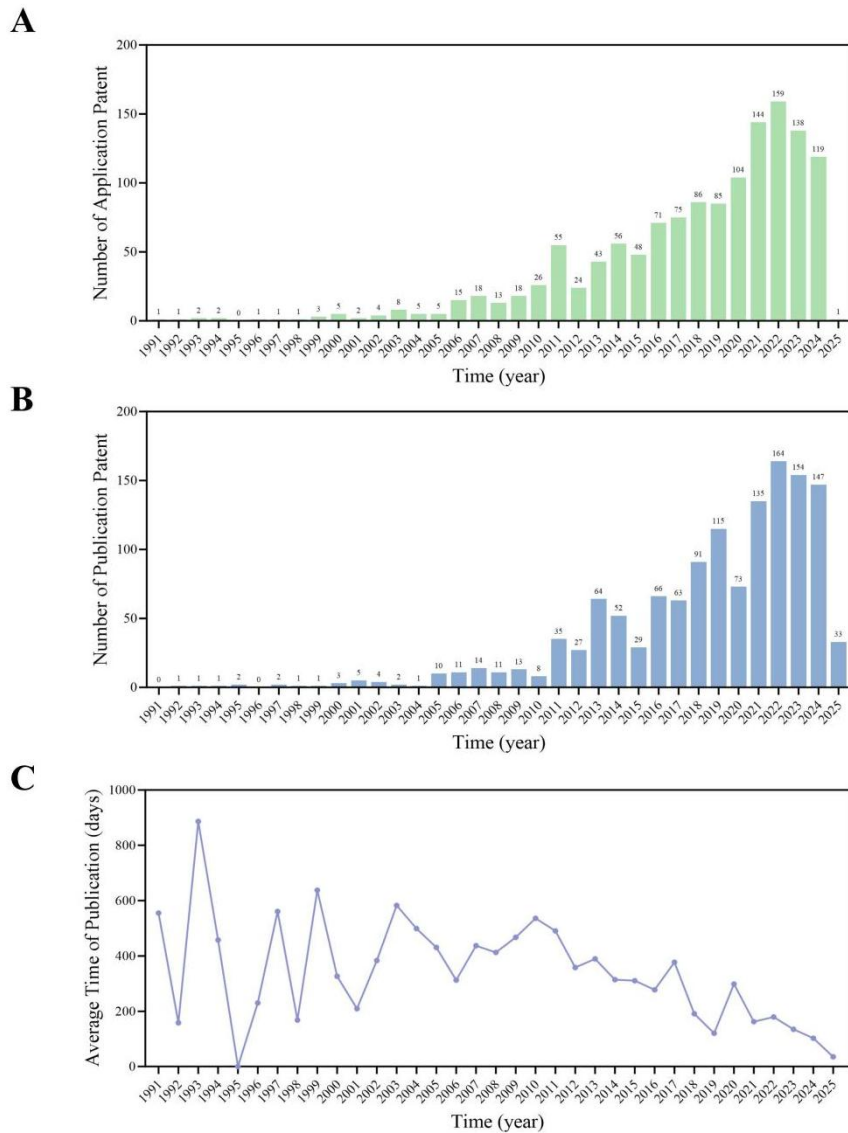 A
Number of Application Patent
200
150
100
50
0
1 1 2 2 0 1 1 1 3 5 2 4 8 5 5 15 18 13 18 26 55 24 43 56 48 71 75 86 85 104 144 159 138 119 1
1991 1992 1993 1994 1995 1996 1997 1998 1999 2000 2001 2002 2003 2004 2005 2006 2007 2008 2009 2010 2011 2012 2013 2014 2015 2016 2017 2018 2019 2020 2021 2022 2023 2024 2025
Time (year)
B
Number of Publication Patent
200
150
100
50
0
0 1 1 1 2 0 2 1 1 3 5 4 2 1 10 11 14 11 13 8 35 27 64 52 29 66 63 91 115 73 135 164 154 147 33
1991 1992 1993 1994 1995 1996 1997 1998 1999 2000 2001 2002 2003 2004 2005 2006 2007 2008 2009 2010 2011 2012 2013 2014 2015 2016 2017 2018 2019 2020 2021 2022 2023 2024 2025
Time (year)
C
Average Time of Publication (days)
1000
800
600
400
200
0
1991 1992 1993 1994 1995 1996 1997 1998 1999 2000 2001 2002 2003 2004 2005 2006 2007 2008 2009 2010 2011 2012 2013 2014 2015 2016 2017 2018 2019 2020 2021 2022 2023 2024 2025
Time (year)